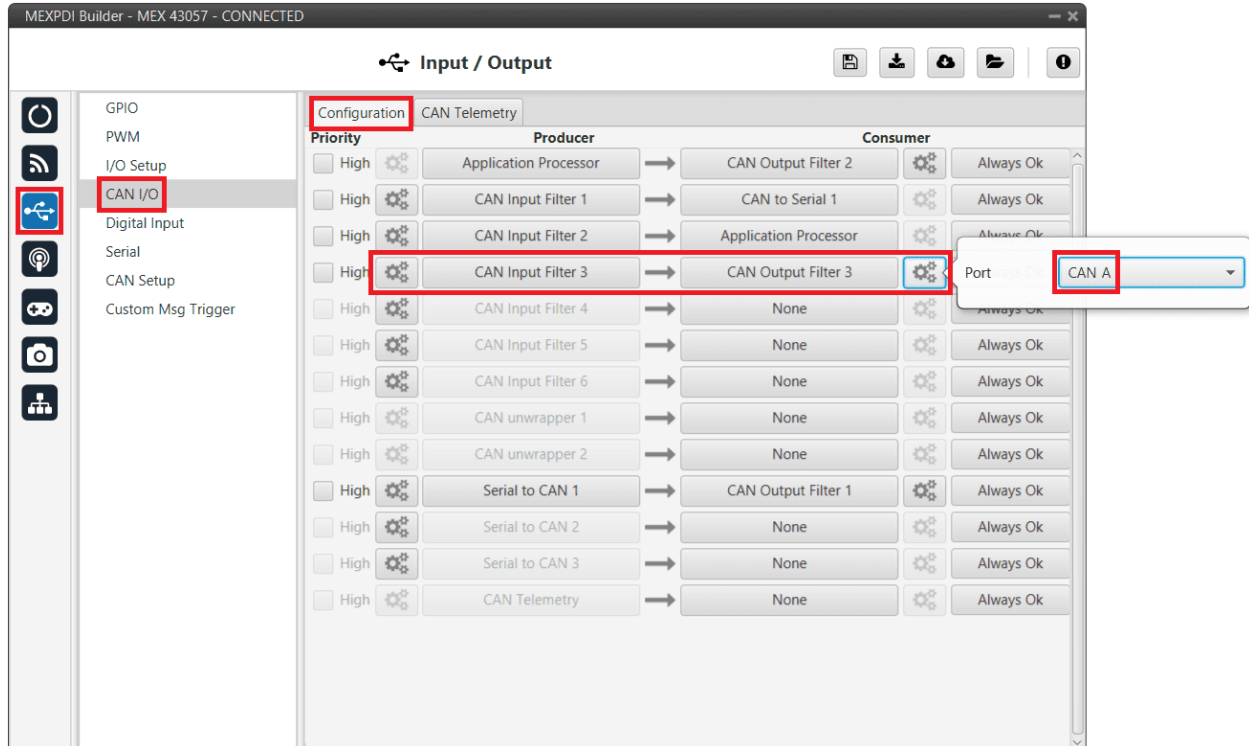 MEXPDI Builder - MEX 43057 - CONNECTED
Input / Output
GPIO
PWM
I/O Setup
CAN I/O
Digital Input
Serial
CAN Setup
Custom Msg Trigger
Configuration CAN Telemetry
Priority Producer Consumer
High Application Processor CAN Output Filter 2 Always Ok
High CAN Input Filter 1 CAN to Serial 1 Always Ok
High CAN Input Filter 2 Application Processor Always Ok
High CAN Input Filter 3 CAN Output Filter 3 Port CAN A
High CAN Input Filter 4 None Always Ok
High CAN Input Filter 5 None Always Ok
High CAN Input Filter 6 None Always Ok
High CAN unwrapper 1 None Always Ok
High CAN unwrapper 2 None Always Ok
High Serial to CAN 1 CAN Output Filter 1 Always Ok
High Serial to CAN 2 None Always Ok
High Serial to CAN 3 None Always Ok
High CAN Telemetry None Always Ok